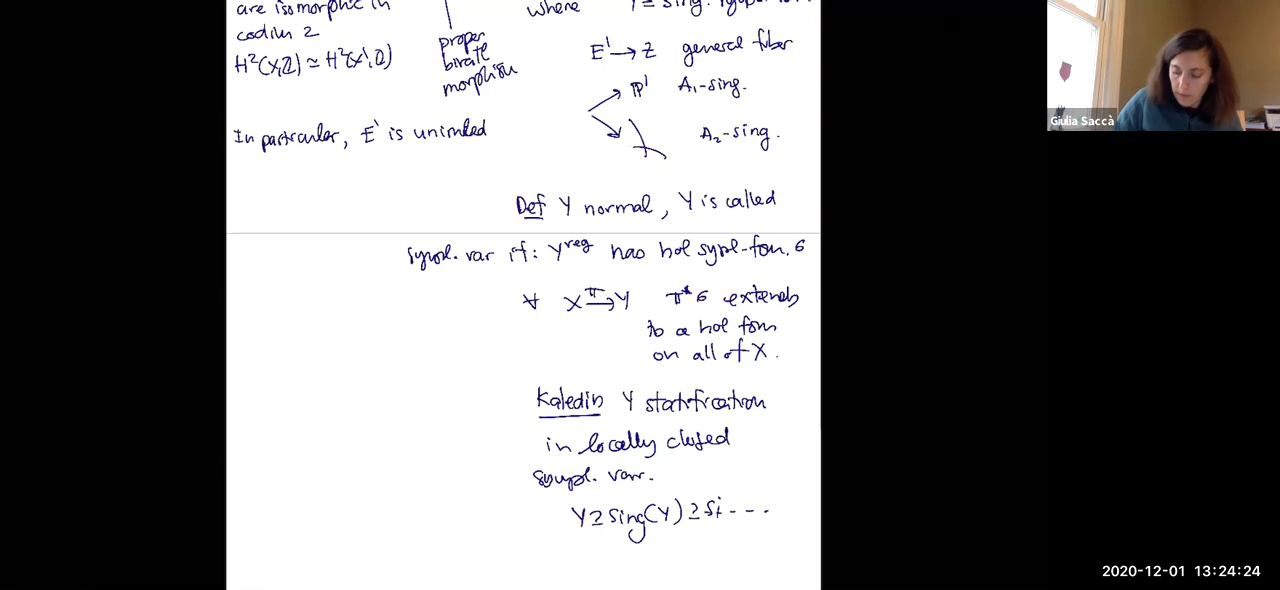 are isomorphic in
codim 2
H²(X,Z) ≃ H²(X',Q)
proper
birat'l
morphism
where
E' → Z general fiber
ℙ¹ A₁-sing.
A₂-sing.
In particular, E' is uniruled
Def Y normal, Y is called
sympl. var if: Y^reg has hol sympl-form. σ
∀ X →^π Y π*σ extends
to a hol form
on all of X.
Kaledin Y stratification
in locally closed
sympl. var.
Y ⊇ Sing(Y) ⊇ Si - - -
Giulia Saccà
2020-12-01 13:24:24